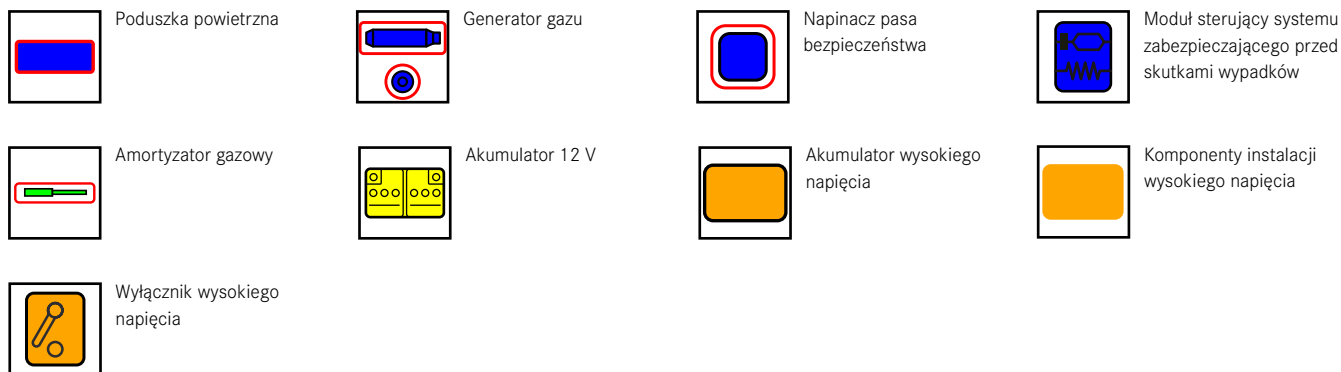 Poduszka powietrzna
Generator gazu
Napinacz pasa
bezpieczeństwa
Moduł sterujący systemu
zabezpieczającego przed
skutkami wypadków
Amortyzator gazowy
Akumulator 12 V
Akumulator wysokiego
napięcia
Komponenty instalacji
wysokiego napięcia
Wyłącznik wysokiego
napięcia